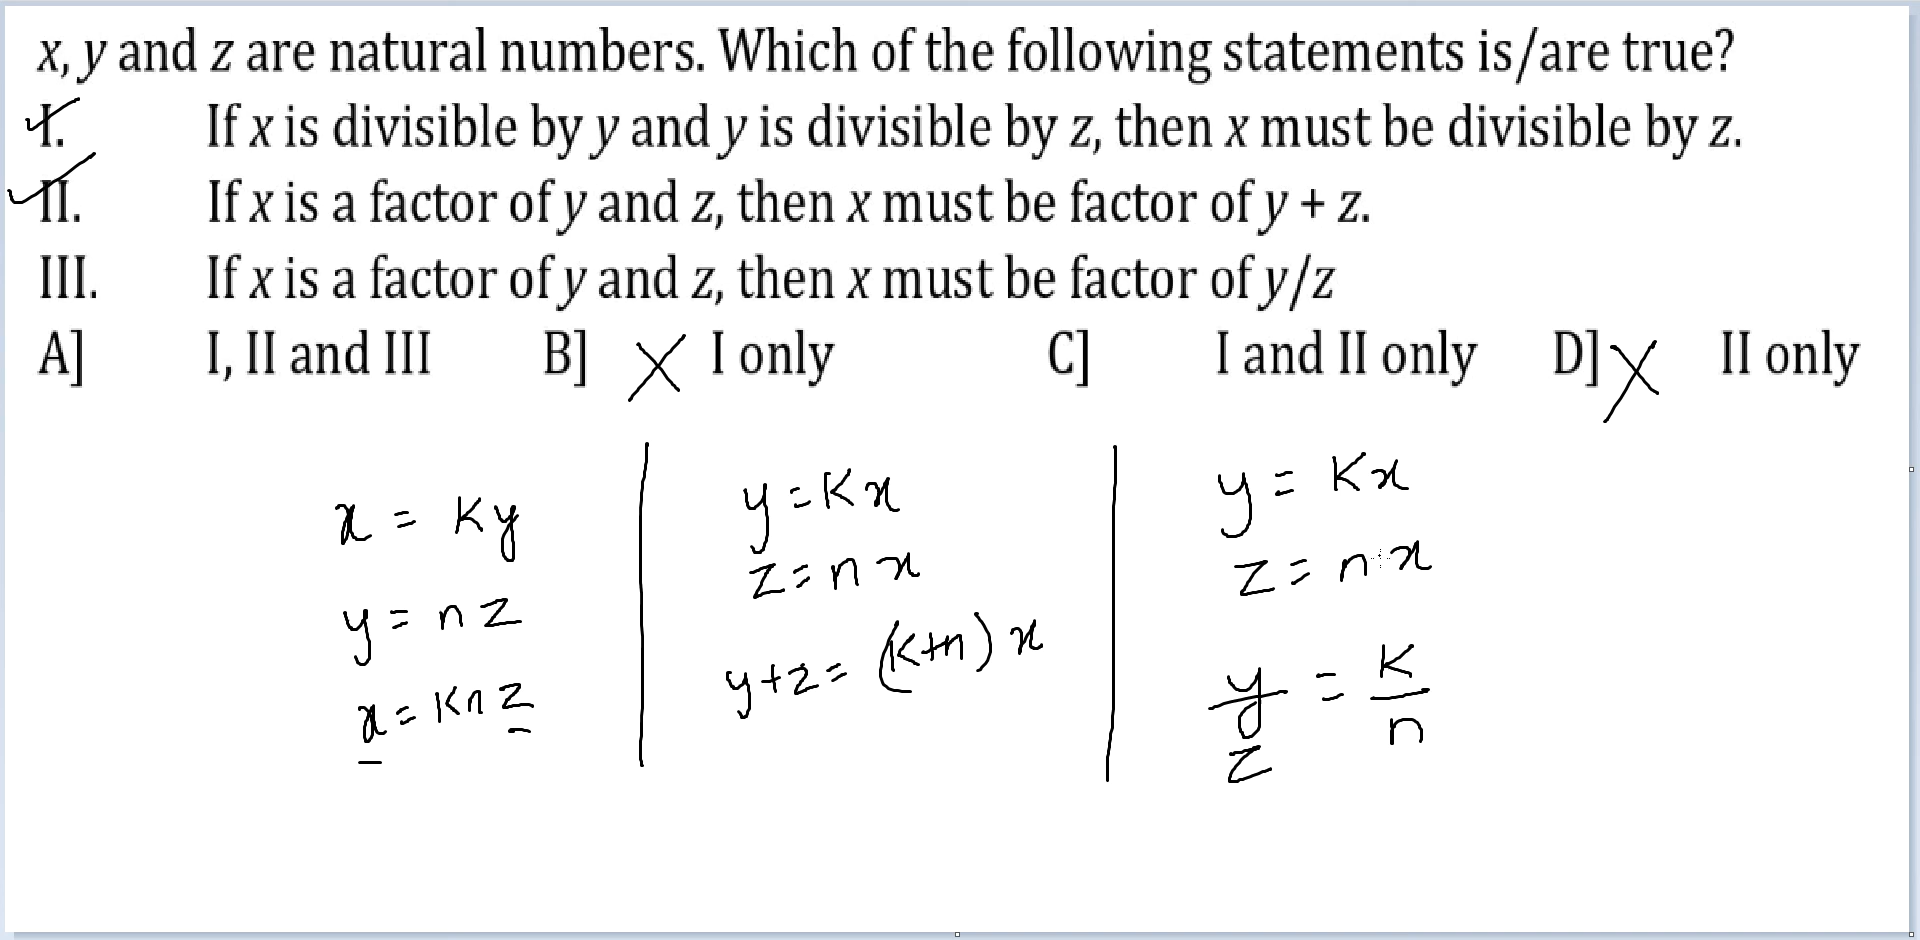 x, y and z are natural numbers. Which of the following statements is/are true?
I. If x is divisible by y and y is divisible by z, then x must be divisible by z.
II. If x is a factor of y and z, then x must be factor of y + z.
III. If x is a factor of y and z, then x must be factor of y/z
A] I, II and III B] I only C] I and II only D] II only
x = Ky
y = nz
x = Knz
y = Kx
z = nx
y+z = (K+n) x
y = Kx
z = nx
y/z = K/n